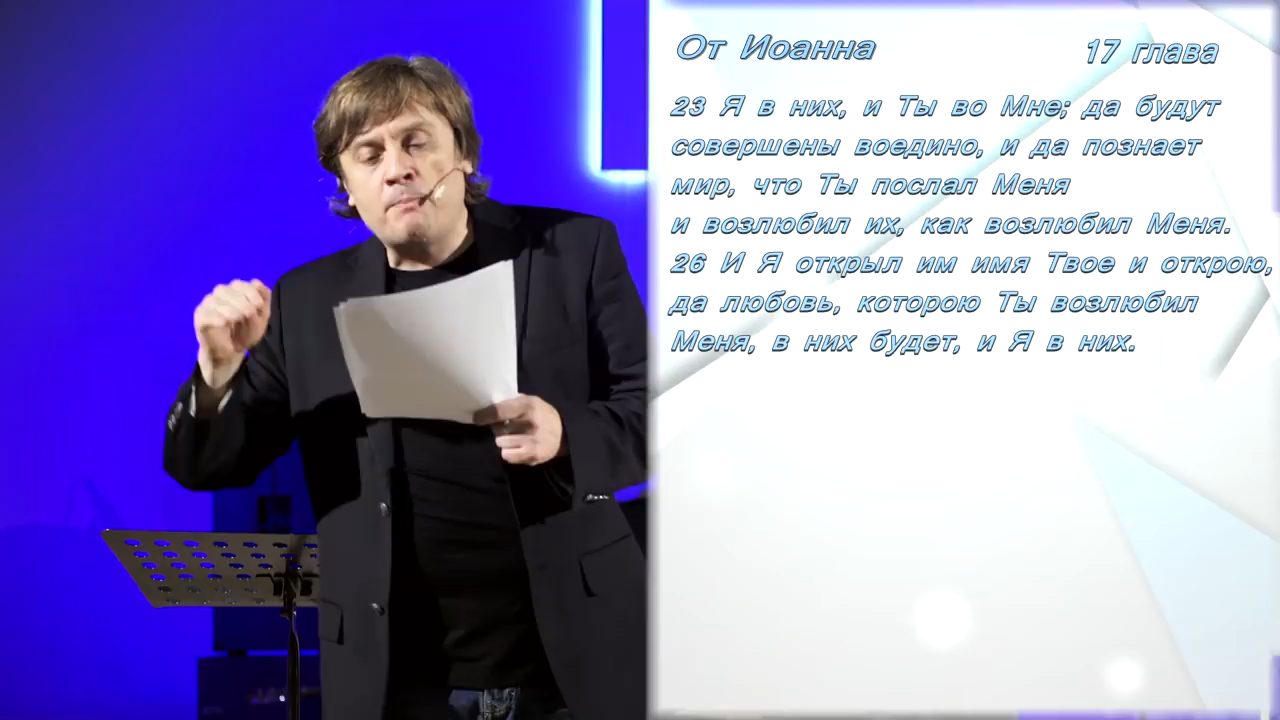 От Иоанна 17 глава
23 Я в них, и Ты во Мне; да будут
совершены воедино, и да познает
мир, что Ты послал Меня
и возлюбил их, как возлюбил Меня.
26 И Я открыл им имя Твое и открою,
да любовь, которою Ты возлюбил
Меня, в них будет, и Я в них.